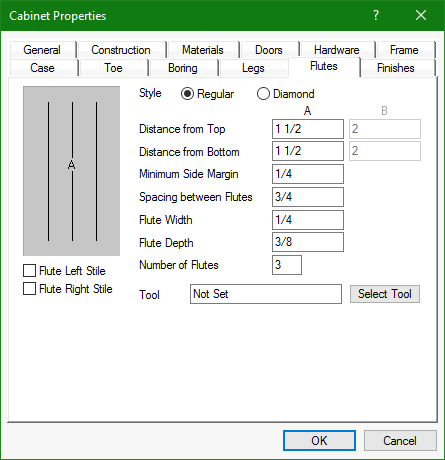 Cabinet Properties ?
General Construction Materials Doors Hardware Frame
Case Toe Boring Legs Flutes Finishes
Style Regular Diamond
A B
Distance from Top 1 1/2 2
Distance from Bottom 1 1/2 2
A
Minimum Side Margin 1/4
Spacing between Flutes 3/4
Flute Width 1/4
Flute Depth 3/8
Flute Left Stile Number of Flutes 3
Flute Right Stile
Tool Not Set Select Tool
OK Cancel